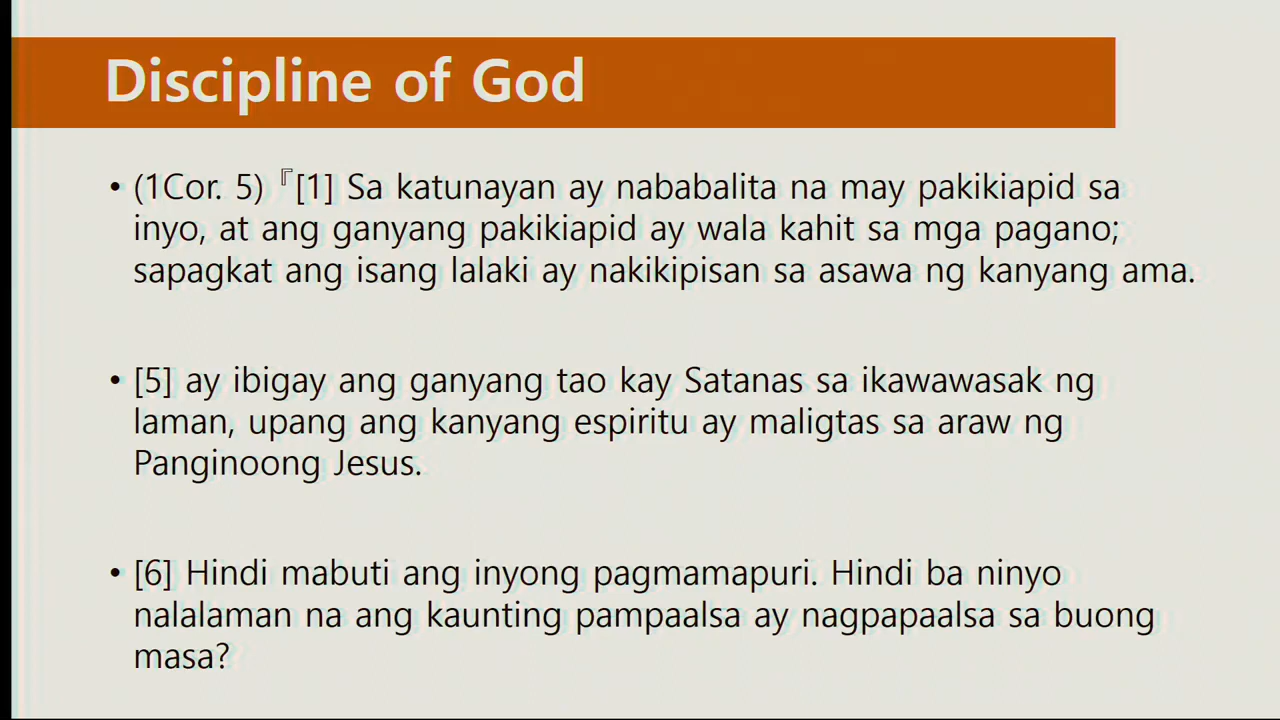 Discipline of God
• (1Cor. 5) 『[1] Sa katunayan ay nababalita na may pakikiapid sa
inyo, at ang ganyang pakikiapid ay wala kahit sa mga pagano;
sapagkat ang isang lalaki ay nakikipisan sa asawa ng kanyang ama.
• [5] ay ibigay ang ganyang tao kay Satanas sa ikawawasak ng
laman, upang ang kanyang espiritu ay maligtas sa araw ng
Panginoong Jesus.
• [6] Hindi mabuti ang inyong pagmamapuri. Hindi ba ninyo
nalalaman na ang kaunting pampaalsa ay nagpapaalsa sa buong
masa?